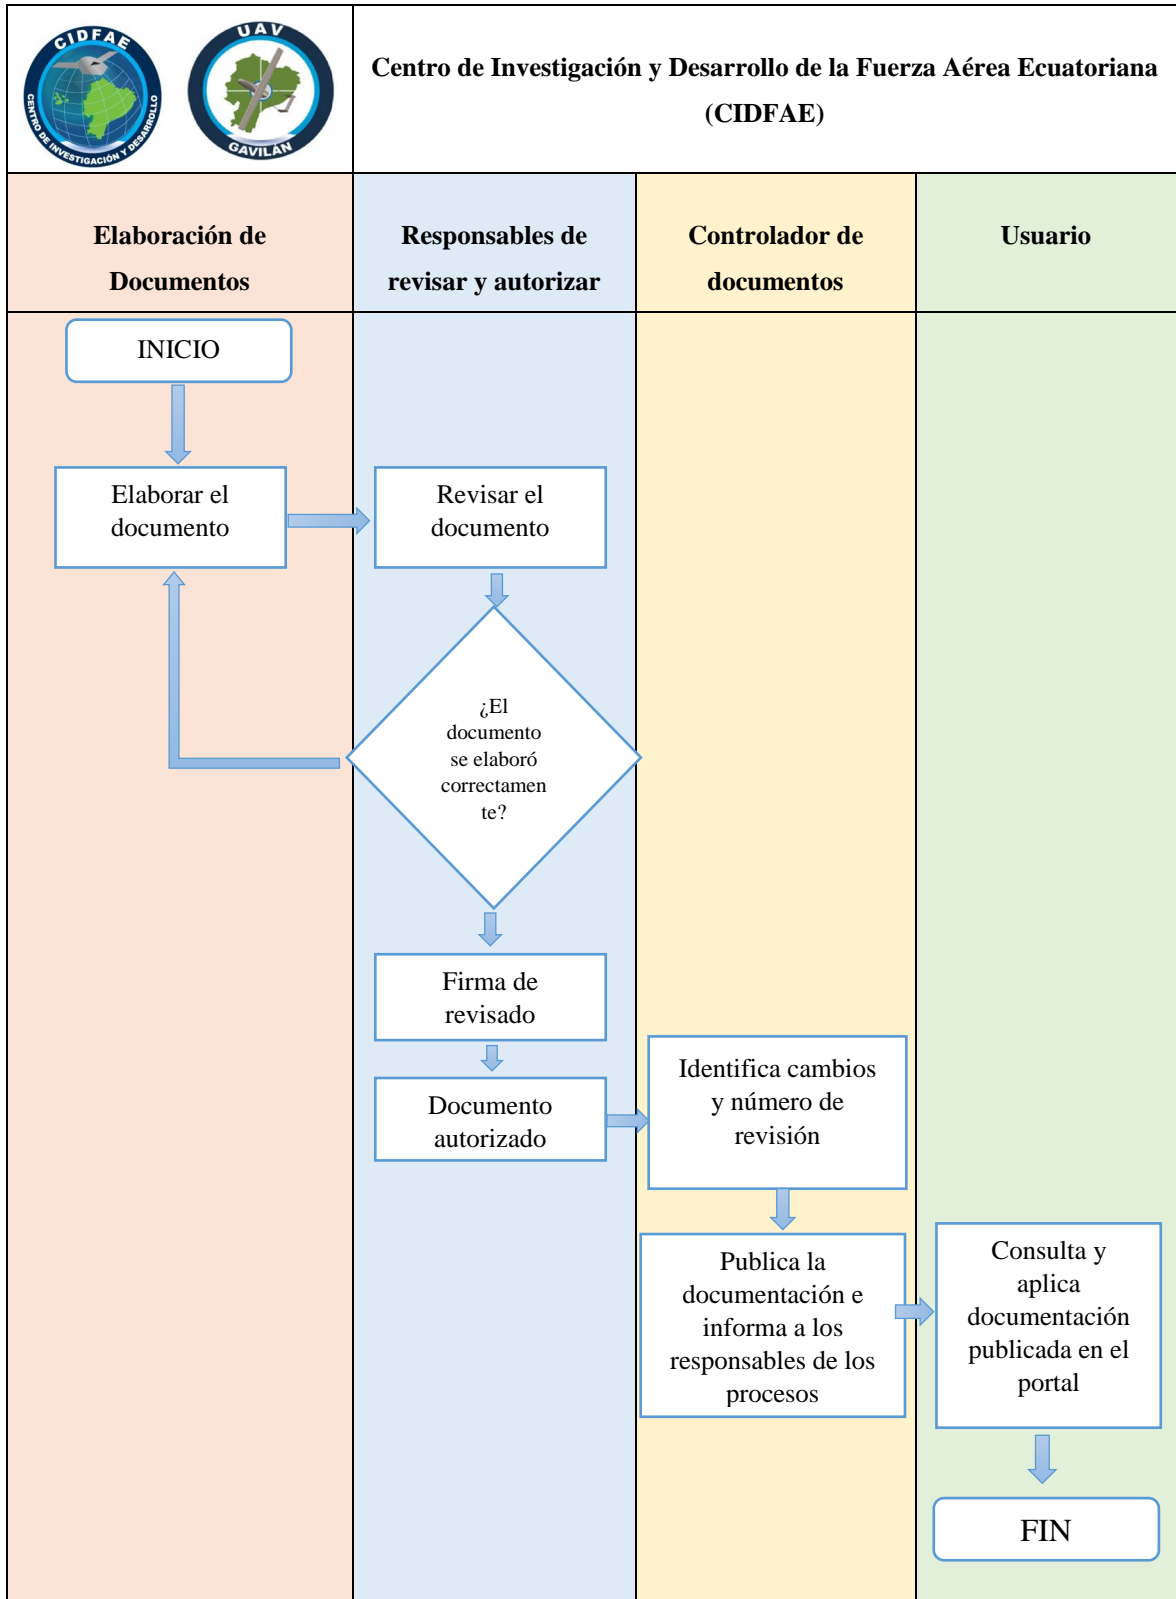 CIDFAE
CENTRO DE INVESTIGACIÓN Y DESARROLLO
UAV
GAVILÁN
Centro de Investigación y Desarrollo de la Fuerza Aérea Ecuatoriana
(CIDFAE)
Elaboración de
Documentos
Responsables de
revisar y autorizar
Controlador de
documentos
Usuario
INICIO
Elaborar el
documento
Revisar el
documento
¿El
documento
se elaboró
correctamen
te?
Firma de
revisado
Documento
autorizado
Identifica cambios
y número de
revisión
Publica la
documentación e
informa a los
responsables de los
procesos
Consulta y
aplica
documentación
publicada en el
portal
FIN